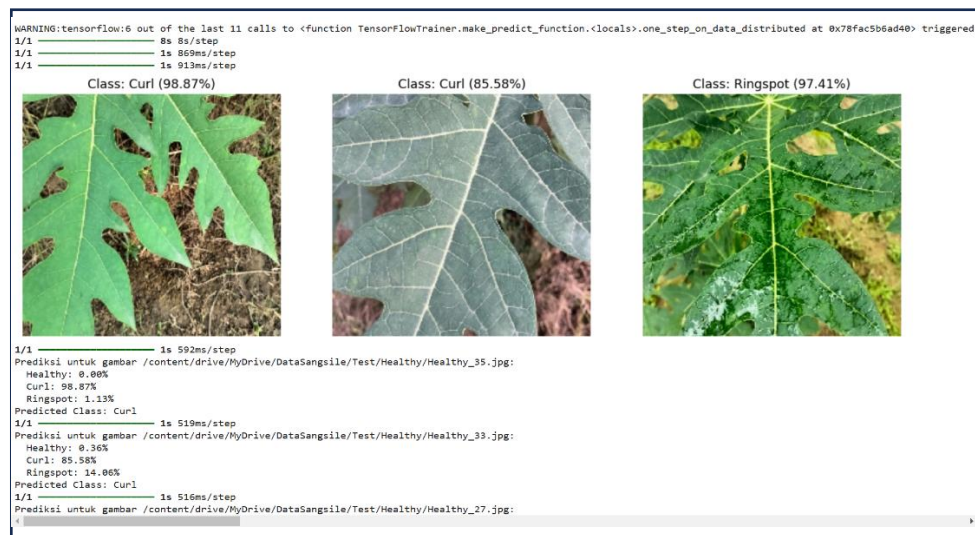 WARNING:tensorflow:6 out of the last 11 calls to <function TensorFlowTrainer.make_predict_function.<locals>.one_step_on_data_distributed at 0x78fac5b6ad40> triggered
1/1 8s 8s/step
1/1 1s 869ms/step
1/1 1s 913ms/step
Class: Curl (98.87%) Class: Curl (85.58%) Class: Ringspot (97.41%)
1/1 1s 592ms/step
Prediksi untuk gambar /content/drive/MyDrive/DataSangsile/Test/Healthy/Healthy_35.jpg:
Healthy: 0.00%
Curl: 98.87%
Ringspot: 1.13%
Predicted Class: Curl
1/1 1s 519ms/step
Prediksi untuk gambar /content/drive/MyDrive/DataSangsile/Test/Healthy/Healthy_33.jpg:
Healthy: 0.36%
Curl: 85.58%
Ringspot: 14.06%
Predicted Class: Curl
1/1 1s 516ms/step
Prediksi untuk gambar /content/drive/MyDrive/DataSangsile/Test/Healthy/Healthy_27.jpg: